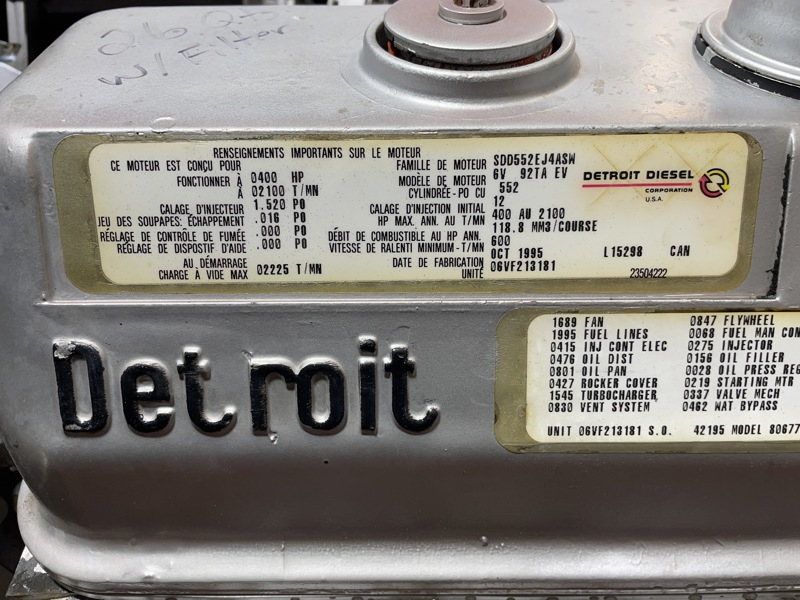 26 Qt
W/Filter
RENSEIGNEMENTS IMPORTANTS SUR LE MOTEUR
CE MOTEUR EST CONÇU POUR
FONCTIONNER À 0400 HP
À 02100 T/MN
CALAGE D'INJECTEUR 1.520 PO
JEU DES SOUPAPES: ÉCHAPPEMENT .016 PO
RÉGLAGE DE CONTRÔLE DE FUMÉE .000 PO
RÉGLAGE DE DISPOSTIF D'AIDE .000 PO
AU DÉMARRAGE
CHARGE À VIDE MAX 02225 T/MN
FAMILLE DE MOTEUR SDD552EJ4ASW
MODÈLE DE MOTEUR 6V 92TA EV
CYLINDRÉE-PO CU 552
CALAGE D'INJECTION INITIAL 12
HP MAX. ANN. AU T/MN 400 AU 2100
DÉBIT DE COMBUSTIBLE AU HP ANN. 118.8 MM3/COURSE
VITESSE DE RALENTI MINIMUM-T/MN 600
DATE DE FABRICATION OCT 1995 L15298 CAN
UNITÉ 06VF213181 23504222
DETROIT DIESEL
CORPORATION
U.S.A.
Detroit
1689 FAN 0847 FLYWHEEL
1995 FUEL LINES 0068 FUEL MAN CON
0415 INJ CONT ELEC 0275 INJECTOR
0476 OIL DIST 0156 OIL FILLER
0801 OIL PAN 0028 OIL PRESS REG
0427 ROCKER COVER 0219 STARTING MTR
1545 TURBOCHARGER 0337 VALVE MECH
0830 VENT SYSTEM 0462 WAT BYPASS
UNIT 06VF213181 S.O. 42195 MODEL 80677